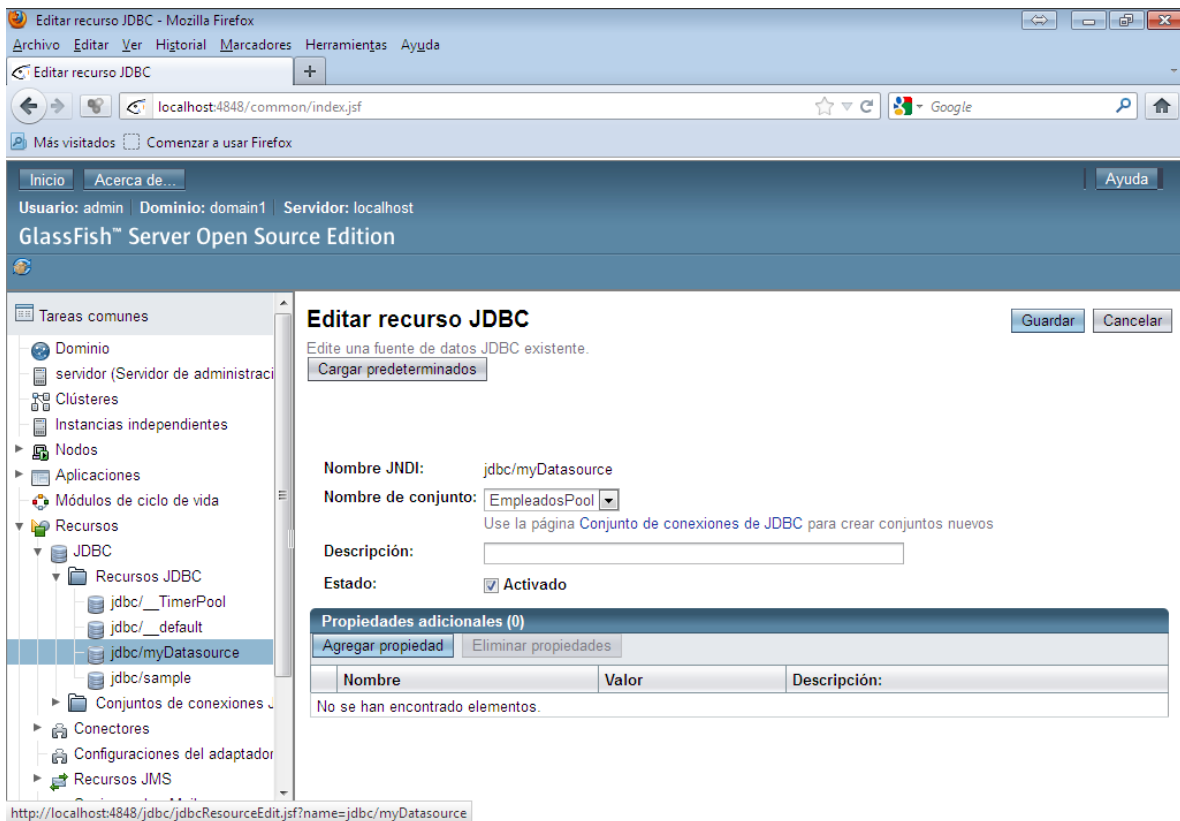 Editar recurso JDBC - Mozilla Firefox
Archivo Editar Ver Historial Marcadores Herramientas Ayuda
Editar recurso JDBC
localhost:4848/common/index.jsf
Google
Más visitados Comenzar a usar Firefox
Inicio Acerca de... Ayuda
Usuario: admin Dominio: domain1 Servidor: localhost
GlassFish™ Server Open Source Edition
Tareas comunes
Dominio
servidor (Servidor de administraci
Clústeres
Instancias independientes
Nodos
Aplicaciones
Módulos de ciclo de vida
Recursos
JDBC
Recursos JDBC
jdbc/__TimerPool
jdbc/__default
jdbc/myDatasource
jdbc/sample
Conjuntos de conexiones J
Conectores
Configuraciones del adaptador
Recursos JMS
Editar recurso JDBC
Guardar Cancelar
Edite una fuente de datos JDBC existente.
Cargar predeterminados
Nombre JNDI: jdbc/myDatasource
Nombre de conjunto: EmpleadosPool
Use la página Conjunto de conexiones de JDBC para crear conjuntos nuevos
Descripción:
Estado: Activado
Propiedades adicionales (0)
Agregar propiedad Eliminar propiedades
Nombre Valor Descripción:
No se han encontrado elementos.
http://localhost:4848/jdbc/jdbcResourceEdit.jsf?name=jdbc/myDatasource